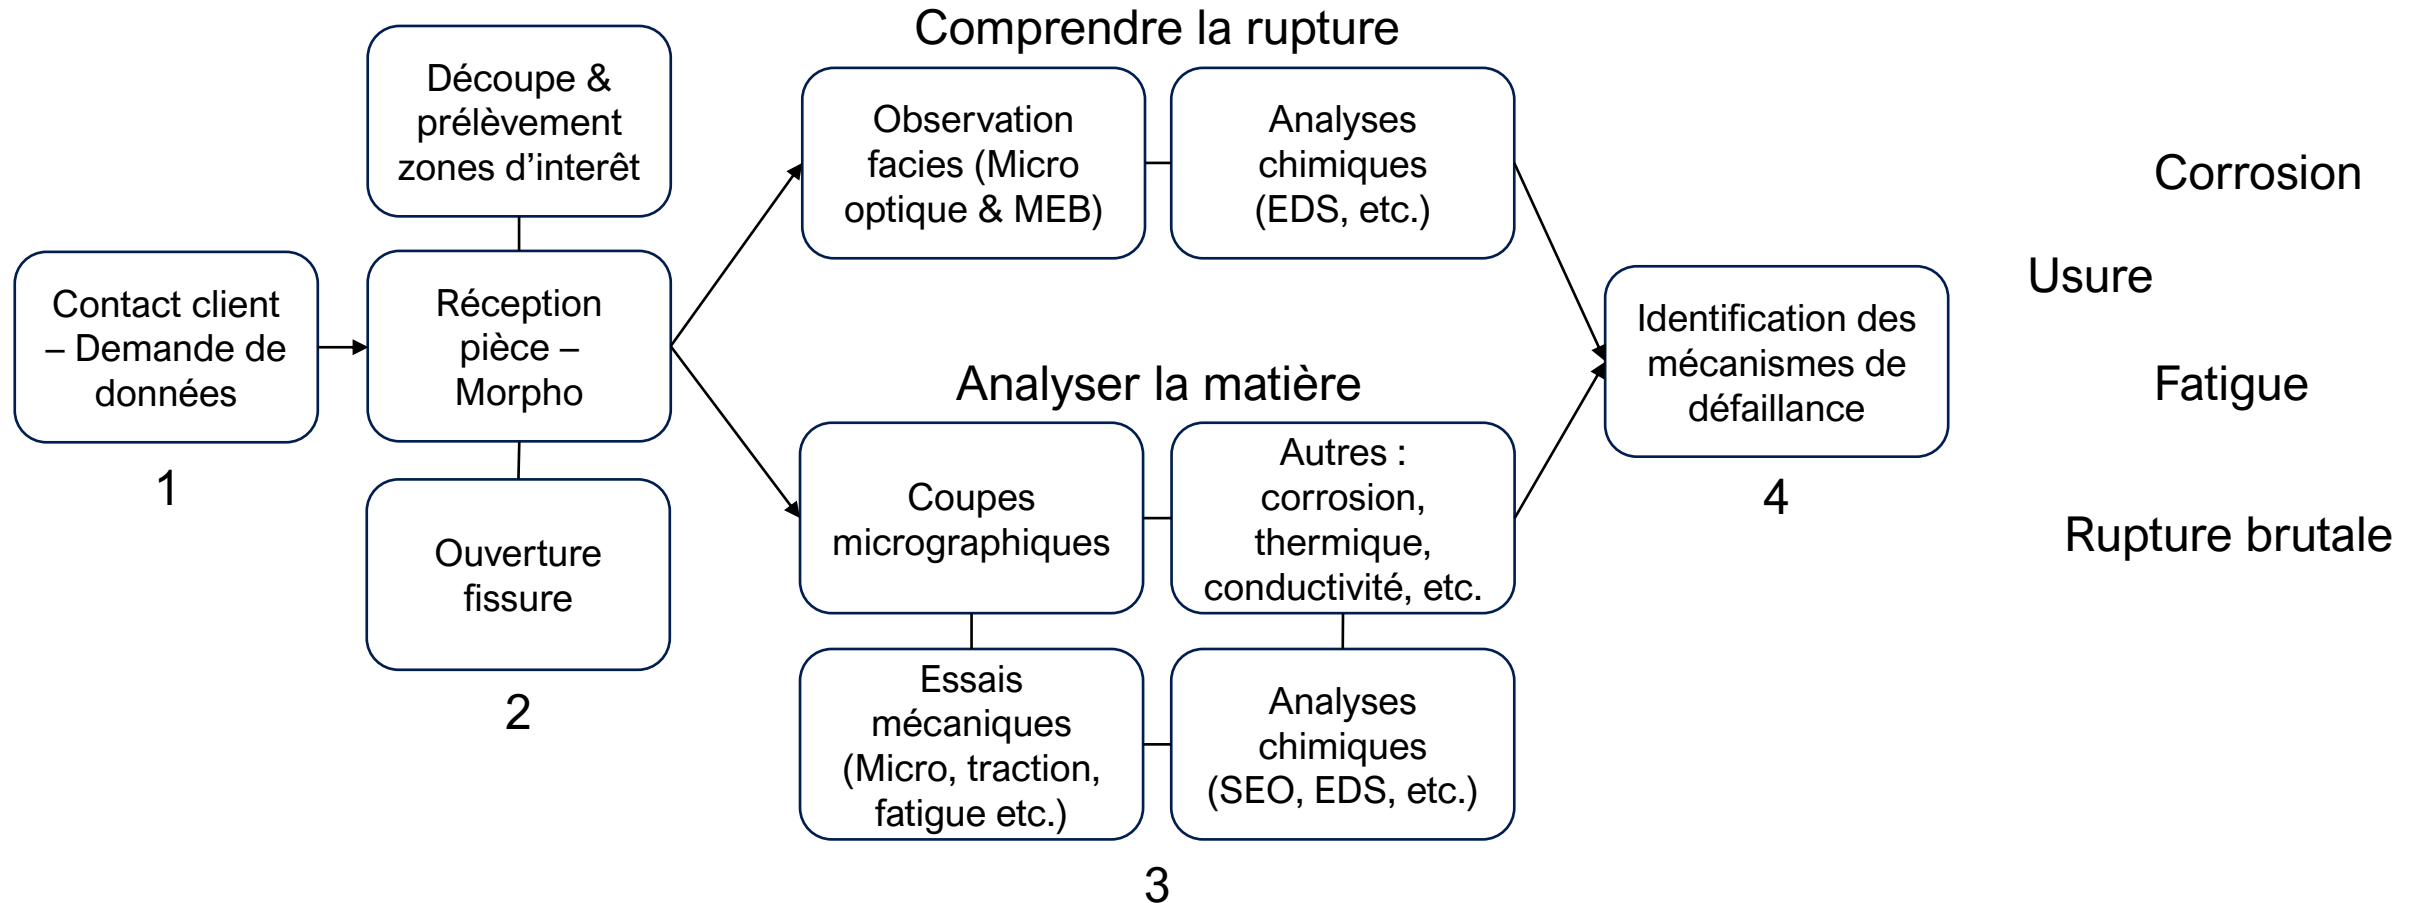 Comprendre la rupture
Découpe &
prélèvement
zones d’interêt
Contact client
– Demande de
données
1
Réception
pièce –
Morpho
Ouverture
fissure
2
Observation
facies (Micro
optique & MEB)
Analyses
chimiques
(EDS, etc.)
Analyser la matière
Coupes
micrographiques
Autres :
corrosion,
thermique,
conductivité, etc.
Essais
mécaniques
(Micro, traction,
fatigue etc.)
Analyses
chimiques
(SEO, EDS, etc.)
3
Identification des
mécanismes de
défaillance
4
Corrosion
Usure
Fatigue
Rupture brutale